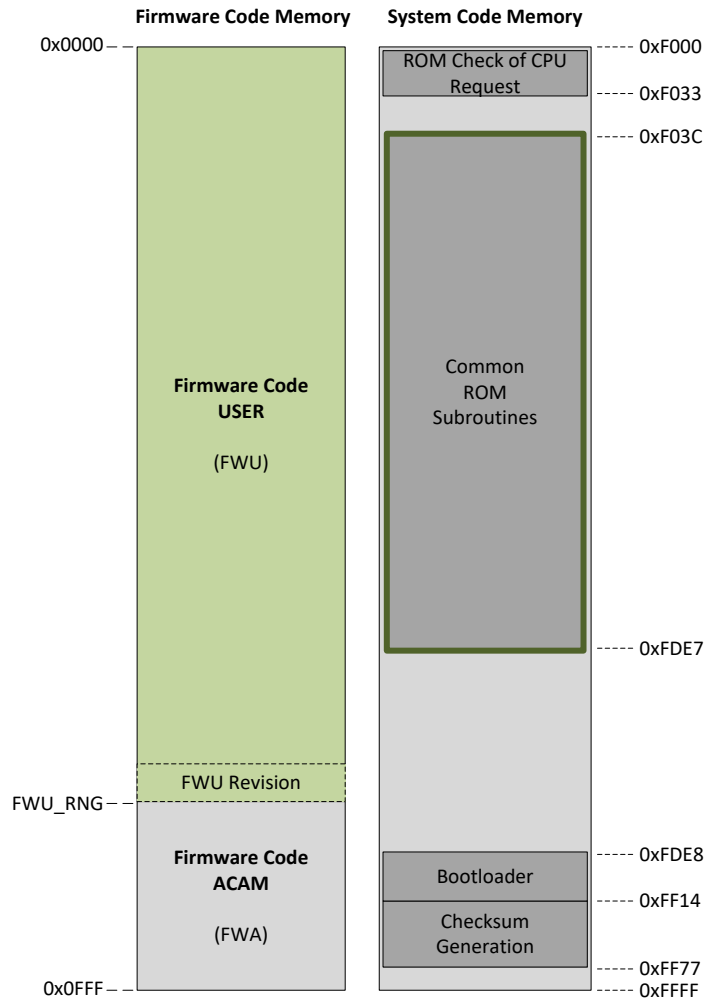 Firmware Code Memory
System Code Memory
0x0000
0xF000
ROM Check of CPU
Request
0xF033
0xF03C
Firmware Code
USER
(FWU)
Common
ROM
Subroutines
0xFDE7
FWU Revision
FWU_RNG
Firmware Code
ACAM
(FWA)
0xFDE8
Bootloader
0xFF14
Checksum
Generation
0xFF77
0x0FFF
0xFFFF